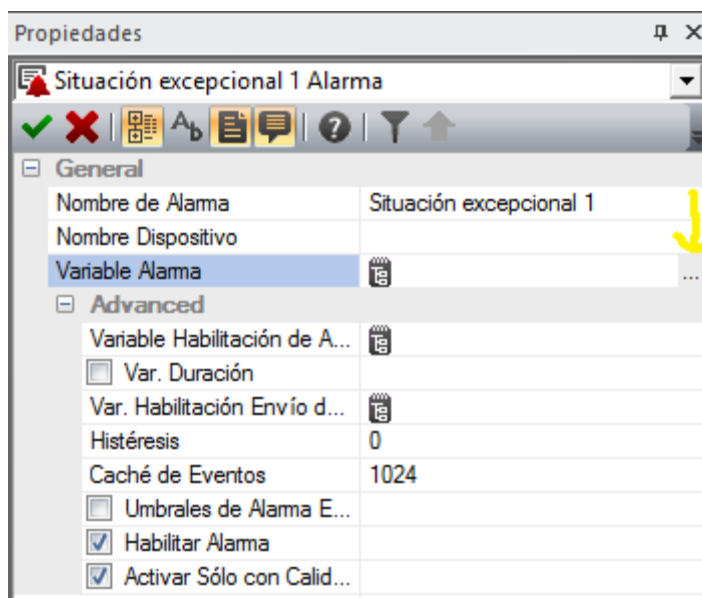 Propiedades
Situación excepcional 1 Alarma
General
Nombre de Alarma Situación excepcional 1
Nombre Dispositivo
Variable Alarma ...
Advanced
Variable Habilitación de A...
Var. Duración
Var. Habilitación Envío d...
Histéresis 0
Caché de Eventos 1024
Umbrales de Alarma E...
Habilitar Alarma
Activar Sólo con Calid...